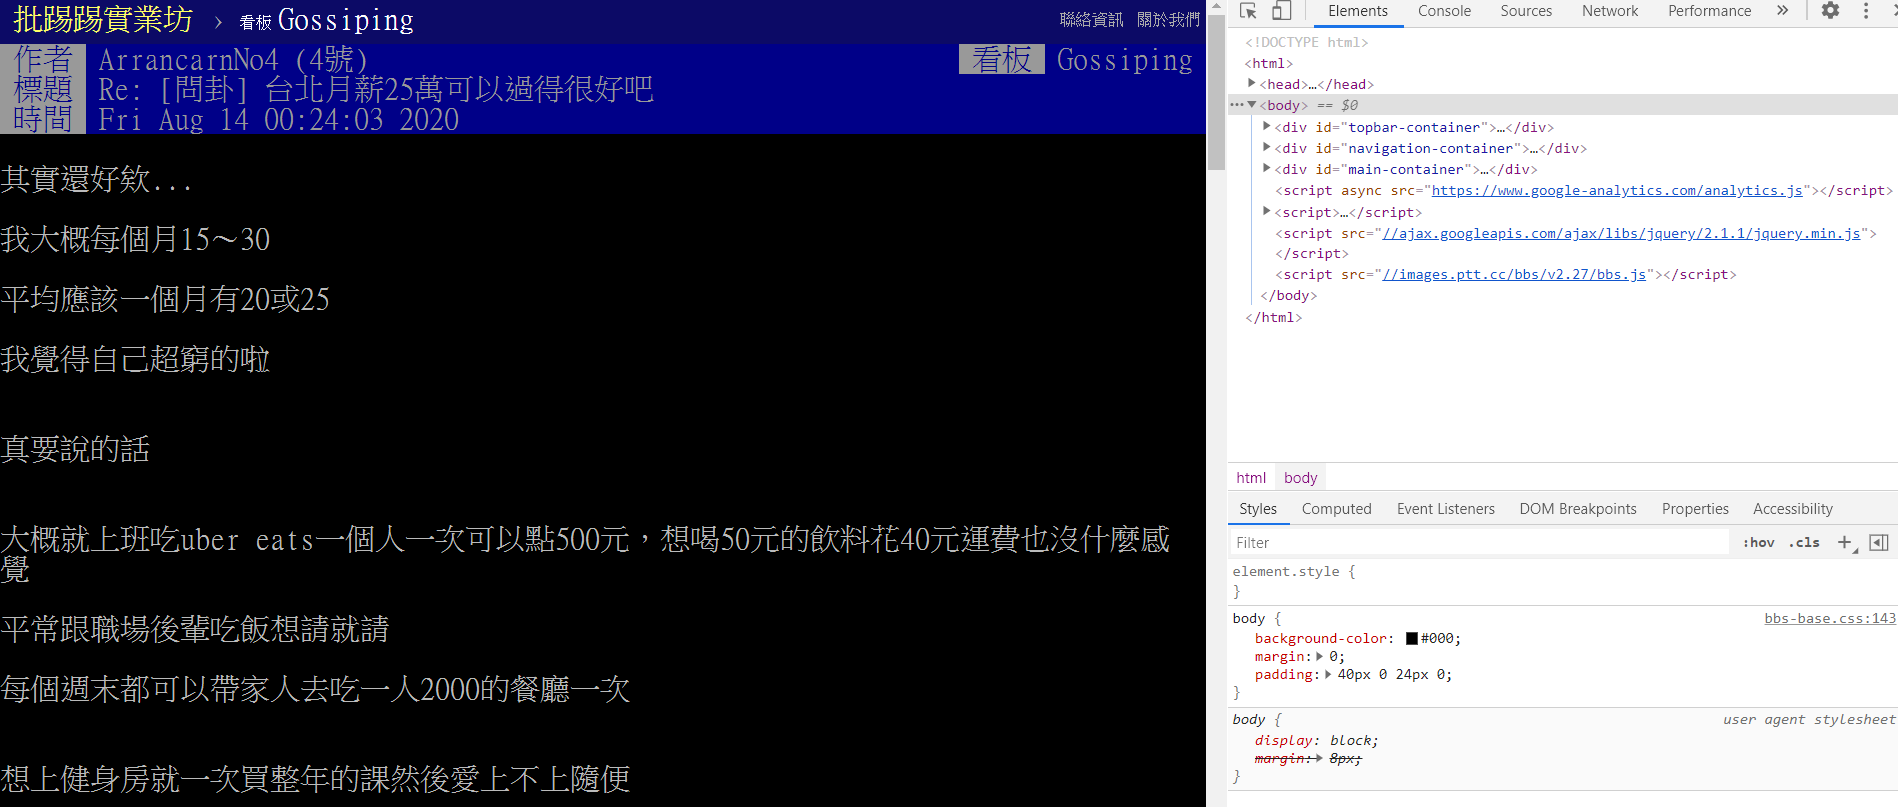 批踢踢實業坊 › 看板 Gossiping 聯絡資訊 關於我們
作者 ArrancarnNo4 (4號) 看板 Gossiping
標題 Re: [問卦] 台北月薪25萬可以過得很好吧
時間 Fri Aug 14 00:24:03 2020
其實還好欸...
我大概每個月15～30
平均應該一個月有20或25
我覺得自己超窮的啦
真要說的話
大概就上班吃uber eats一個人一次可以點500元，想喝50元的飲料花40元運費也沒什麼感
覺
平常跟職場後輩吃飯想請就請
每個週末都可以帶家人去吃一人2000的餐廳一次
想上健身房就一次買整年的課然後愛上不上隨便
Elements Console Sources Network Performance »
<!DOCTYPE html>
<html>
<head>…</head>
<body> == $0
<div id="topbar-container">…</div>
<div id="navigation-container">…</div>
<div id="main-container">…</div>
<script async src="https://www.google-analytics.com/analytics.js"></script>
<script>…</script>
<script src="//ajax.googleapis.com/ajax/libs/jquery/2.1.1/jquery.min.js">
</script>
<script src="//images.ptt.cc/bbs/v2.27/bbs.js"></script>
</body>
</html>
html body
Styles Computed Event Listeners DOM Breakpoints Properties Accessibility
Filter :hov .cls +
element.style {
}
body { bbs-base.css:143
background-color: #000;
margin: 0;
padding: 40px 0 24px 0;
}
body { user agent stylesheet
display: block;
margin: 8px;
}